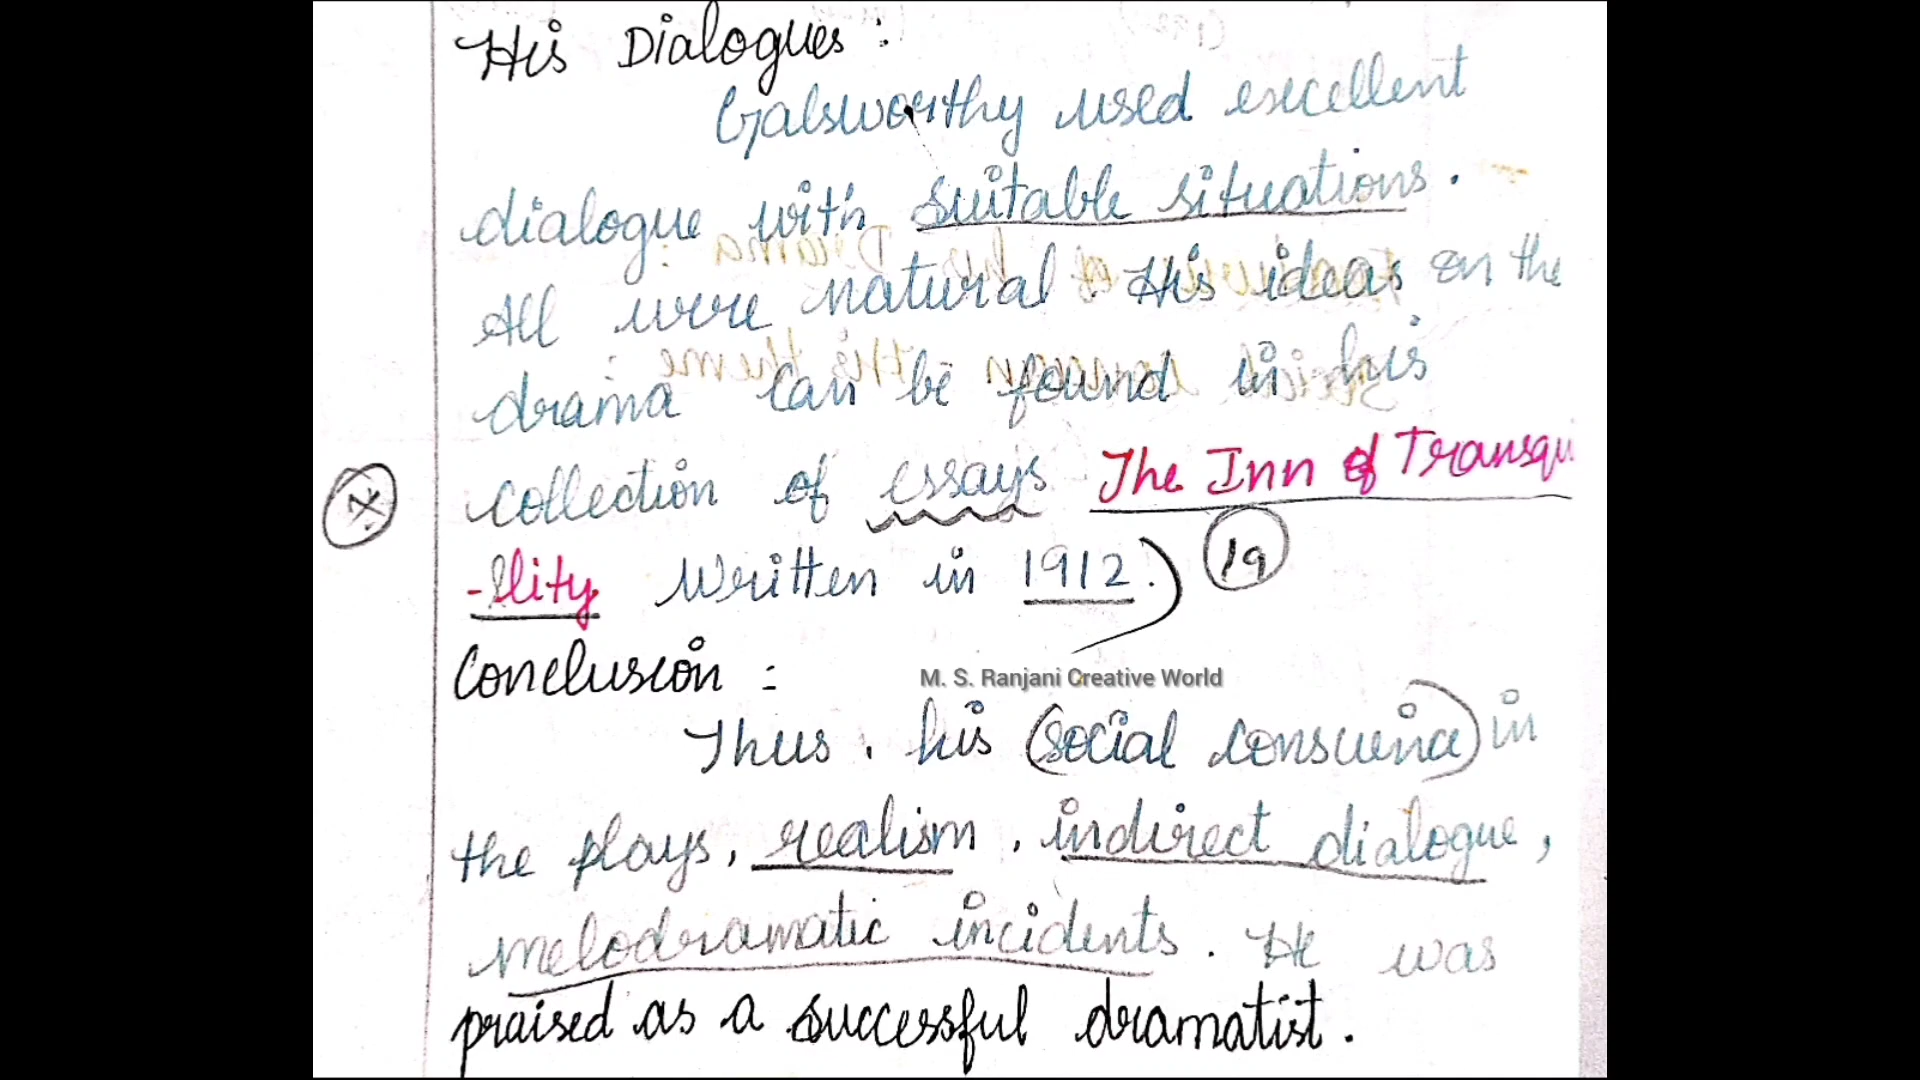 His Dialogues :
Galsworthy used excellent
dialogue with suitable situations.
All were natural. His ideas on the
drama can be found in his
collection of essays The Inn of Transqui
-lity Written in 1912.) 19
Conclusion :
M. S. Ranjani Creative World
Thus, his (social conscience) in
the plays, realism, indirect dialogue,
melodramatic incidents. He was
praised as a successful dramatist.